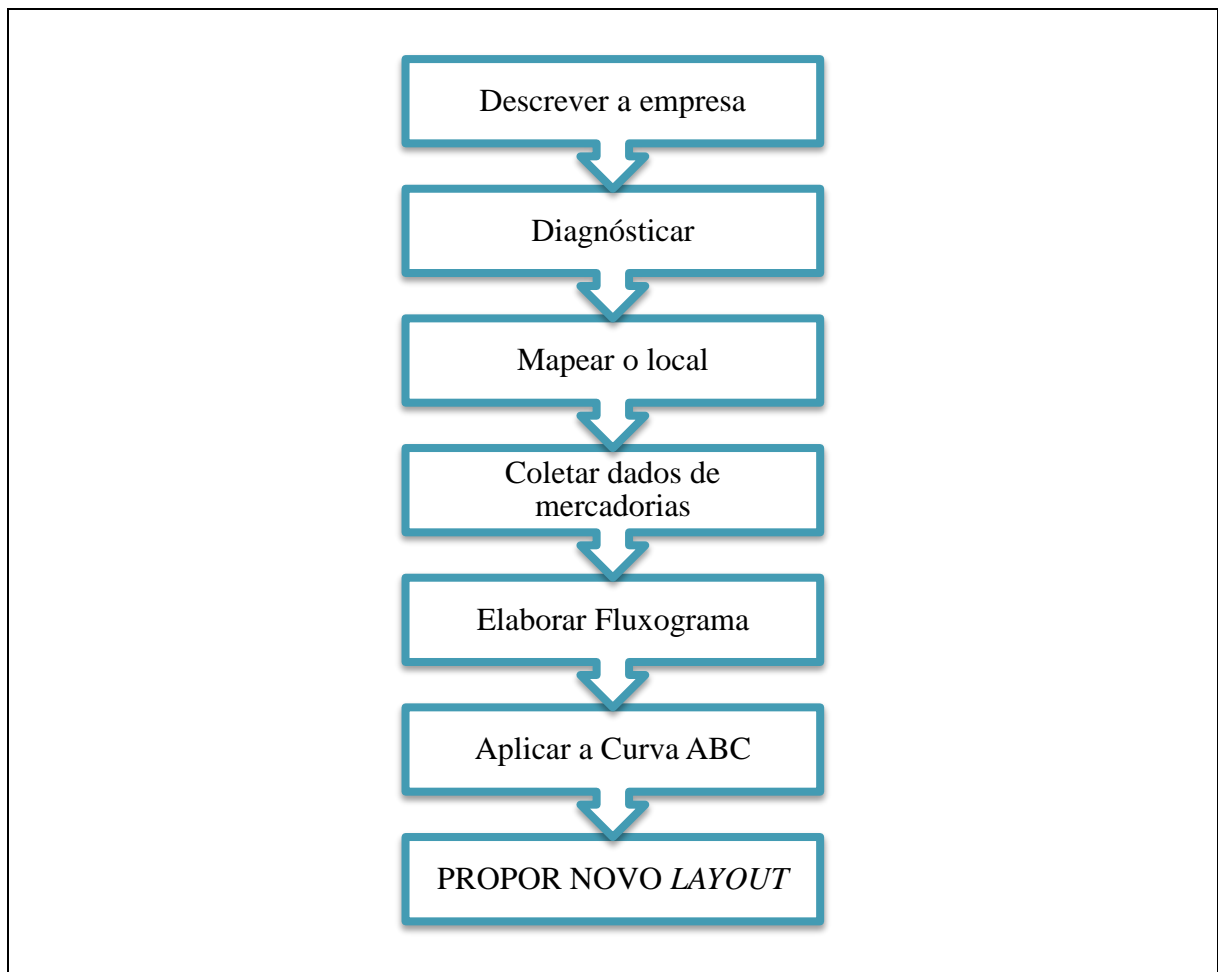 Descrever a empresa
Diagnósticar
Mapear o local
Coletar dados de
mercadorias
Elaborar Fluxograma
Aplicar a Curva ABC
PROPOR NOVO LAYOUT